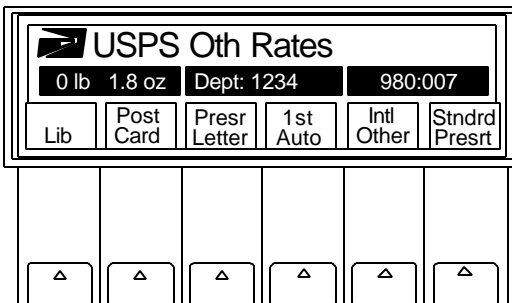 USPS Oth Rates
0 lb 1.8 oz Dept: 1234 980:007
Lib Post Card Presr Letter 1st Auto Intl Other Stndrd Presrt